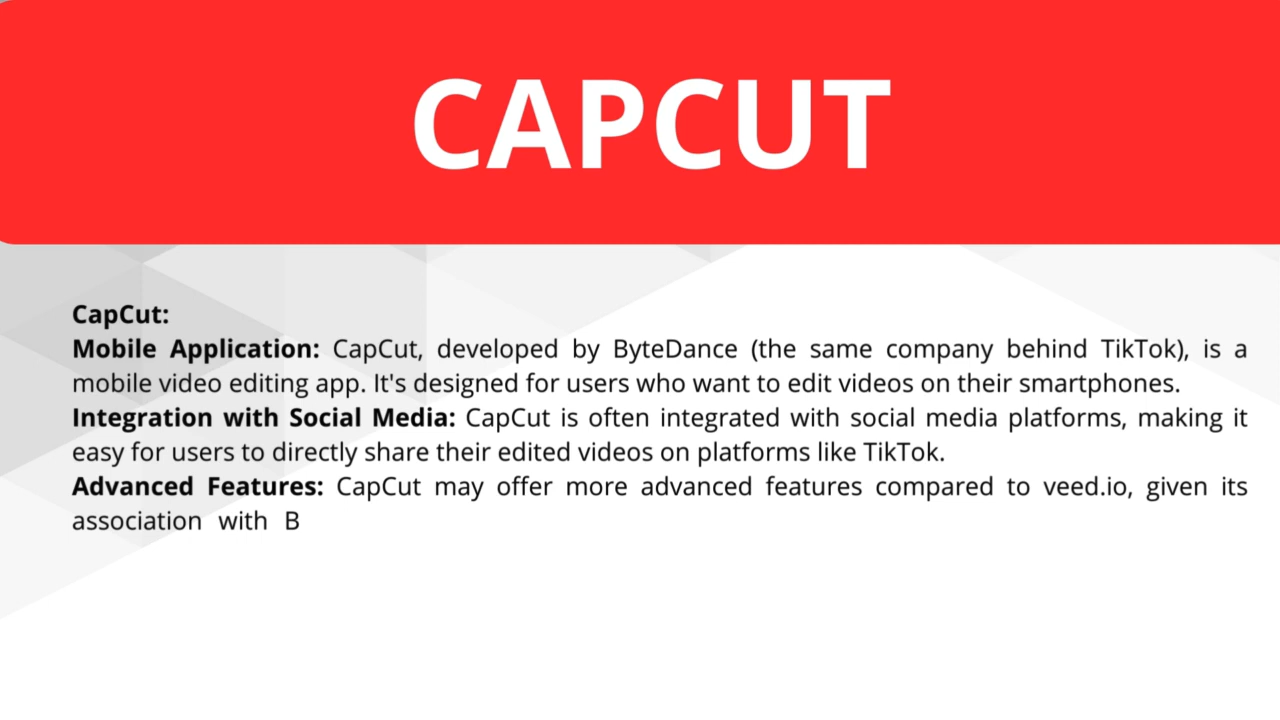 CAPCUT
CapCut:
Mobile Application: CapCut, developed by ByteDance (the same company behind TikTok), is a
mobile video editing app. It's designed for users who want to edit videos on their smartphones.
Integration with Social Media: CapCut is often integrated with social media platforms, making it
easy for users to directly share their edited videos on platforms like TikTok.
Advanced Features: CapCut may offer more advanced features compared to veed.io, given its
association with B